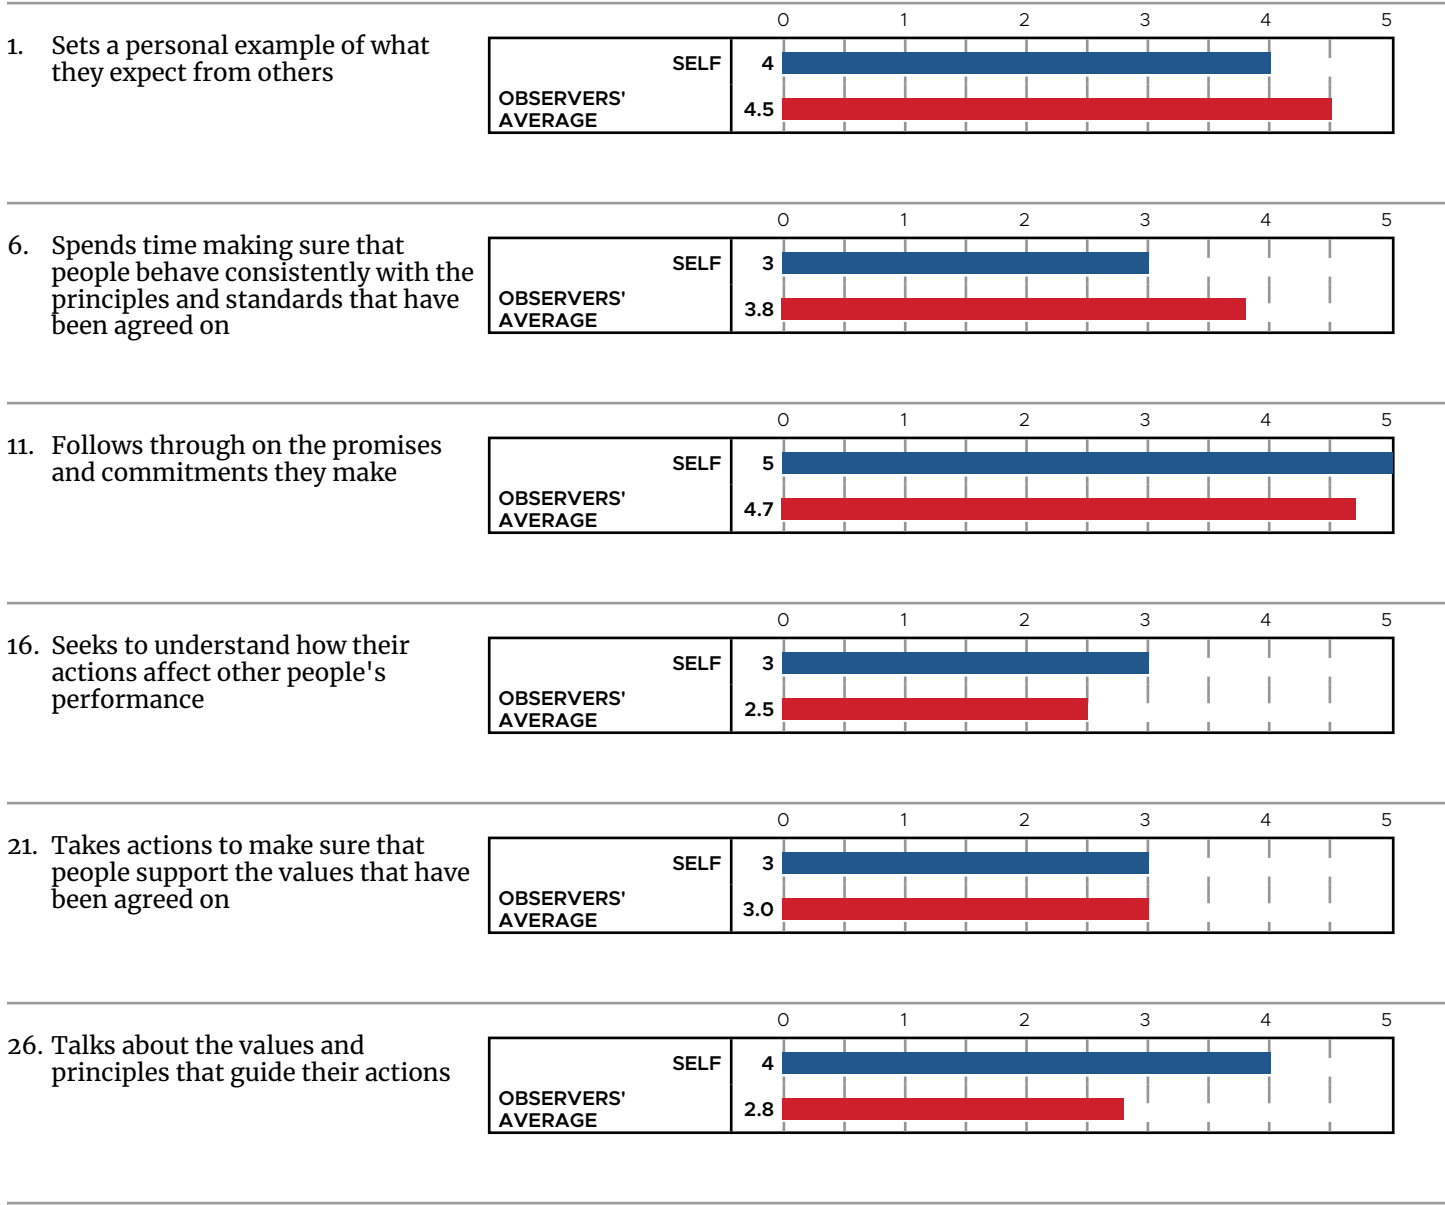 0 1 2 3 4 5
1. Sets a personal example of what
they expect from others
SELF 4
OBSERVERS'
AVERAGE 4.5
0 1 2 3 4 5
6. Spends time making sure that
people behave consistently with the
principles and standards that have
been agreed on
SELF 3
OBSERVERS'
AVERAGE 3.8
0 1 2 3 4 5
11. Follows through on the promises
and commitments they make
SELF 5
OBSERVERS'
AVERAGE 4.7
0 1 2 3 4 5
16. Seeks to understand how their
actions affect other people's
performance
SELF 3
OBSERVERS'
AVERAGE 2.5
0 1 2 3 4 5
21. Takes actions to make sure that
people support the values that have
been agreed on
SELF 3
OBSERVERS'
AVERAGE 3.0
0 1 2 3 4 5
26. Talks about the values and
principles that guide their actions
SELF 4
OBSERVERS'
AVERAGE 2.8